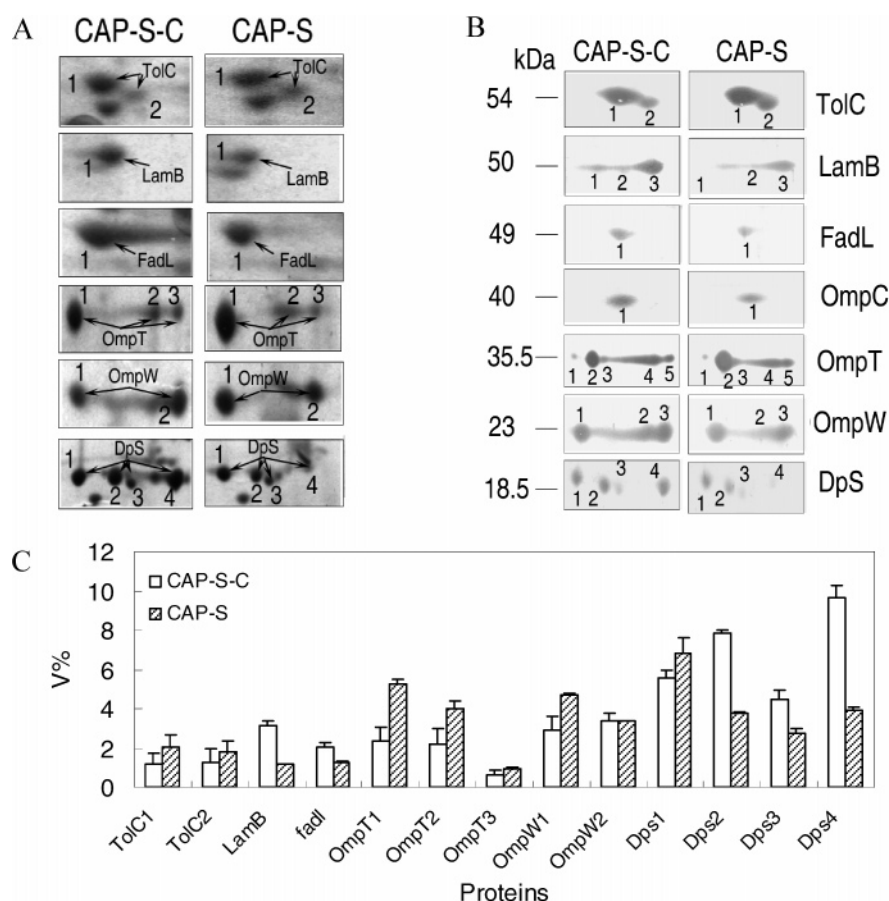 A
CAP-S-C CAP-S
1 TolC 2
TolC 1 2
1 LamB
1 LamB
1 FadL
1 FadL
1 2 3 OmpT
1 2 3 OmpT
1 OmpW 2
1 OmpW 2
1 DpS 2 3 4
1 DpS 2 3 4
B
kDa CAP-S-C CAP-S
54 1 2 1 2 TolC
50 1 2 3 1 2 3 LamB
49 1 1 FadL
40 1 1 OmpC
35.5 1 2 3 4 5 1 2 3 4 5 OmpT
23 1 2 3 1 2 3 OmpW
18.5 1 2 3 4 1 2 3 4 DpS
C
CAP-S-C
CAP-S
V%
12
10
8
6
4
2
0
TolC1 TolC2 LamB fadl OmpT1 OmpT2 OmpT3 OmpW1 OmpW2 Dps1 Dps2 Dps3 Dps4
Proteins